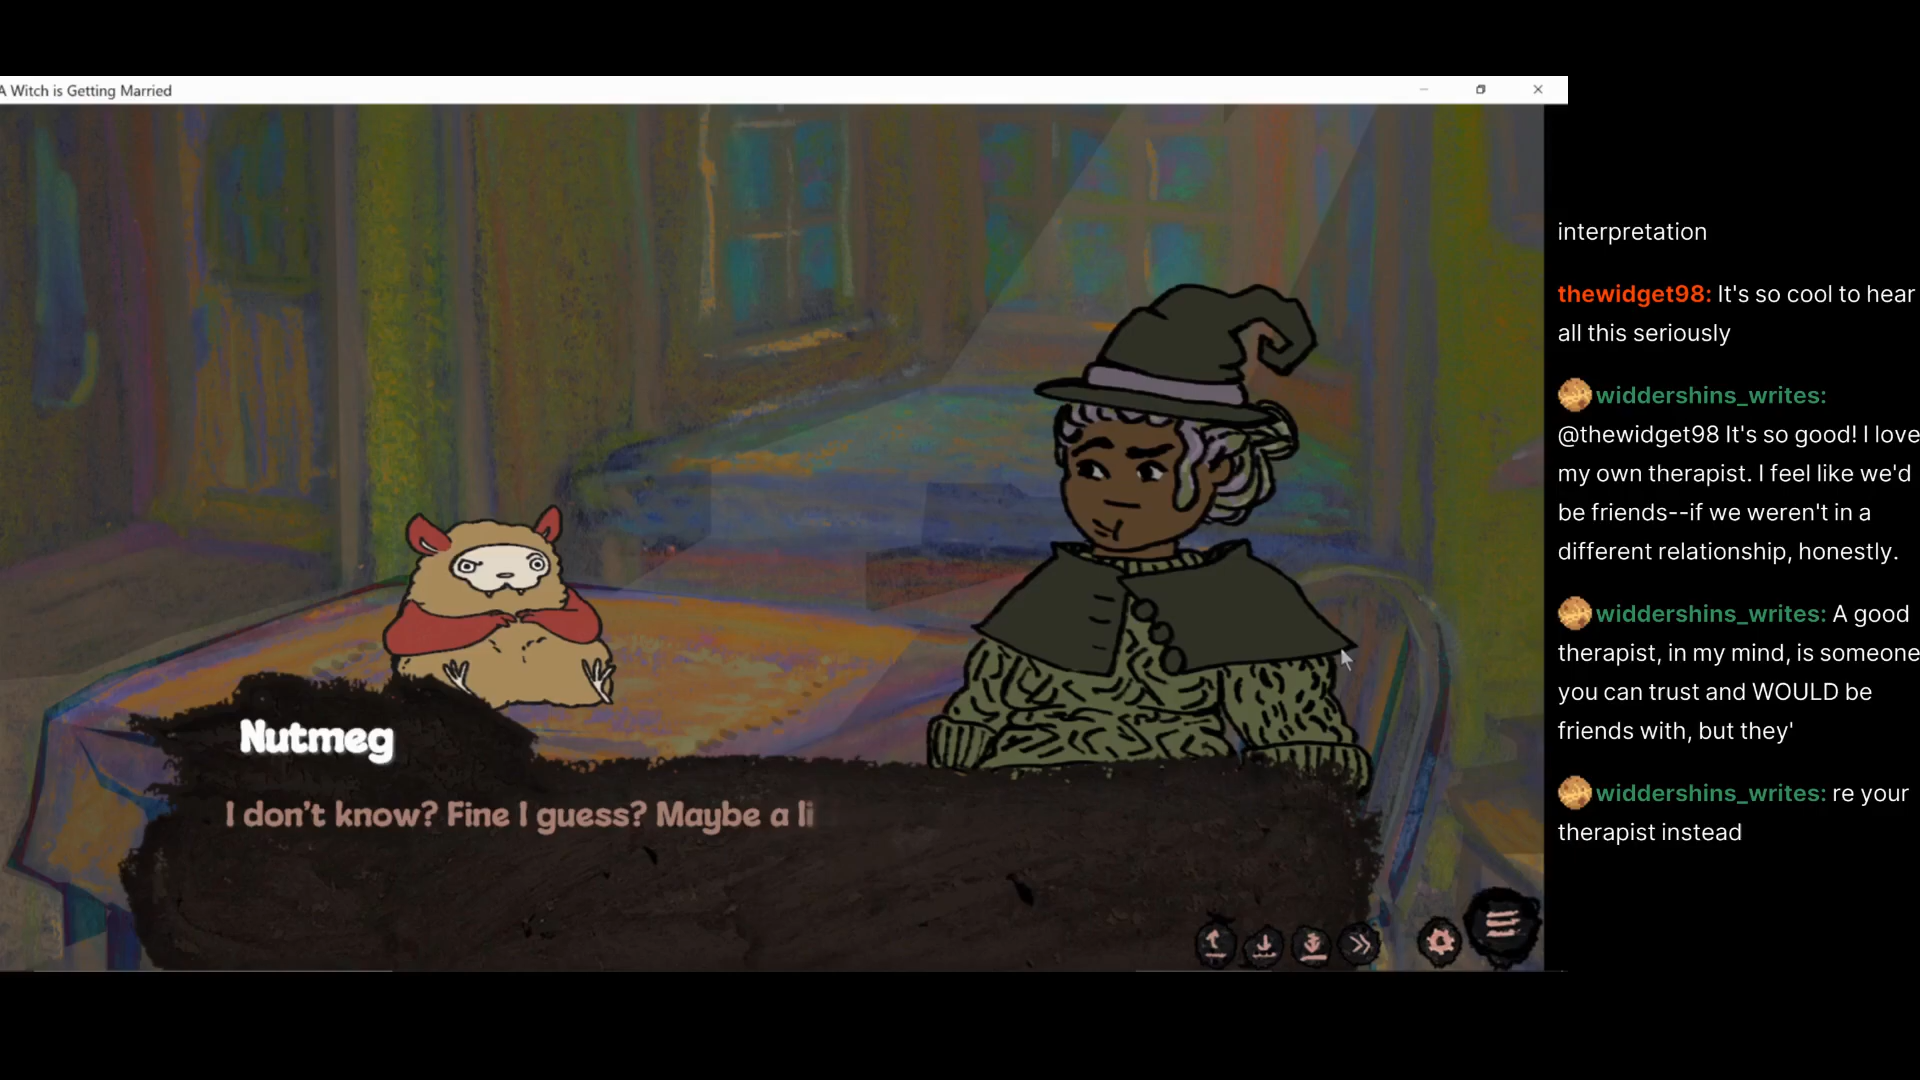 A Witch is Getting Married
Nutmeg
I don't know? Fine I guess? Maybe a li
interpretation
thewidget98: It's so cool to hear
all this seriously
widdershins_writes:
@thewidget98 It's so good! I love
my own therapist. I feel like we'd
be friends--if we weren't in a
different relationship, honestly.
widdershins_writes: A good
therapist, in my mind, is someone
you can trust and WOULD be
friends with, but they'
widdershins_writes: re your
therapist instead